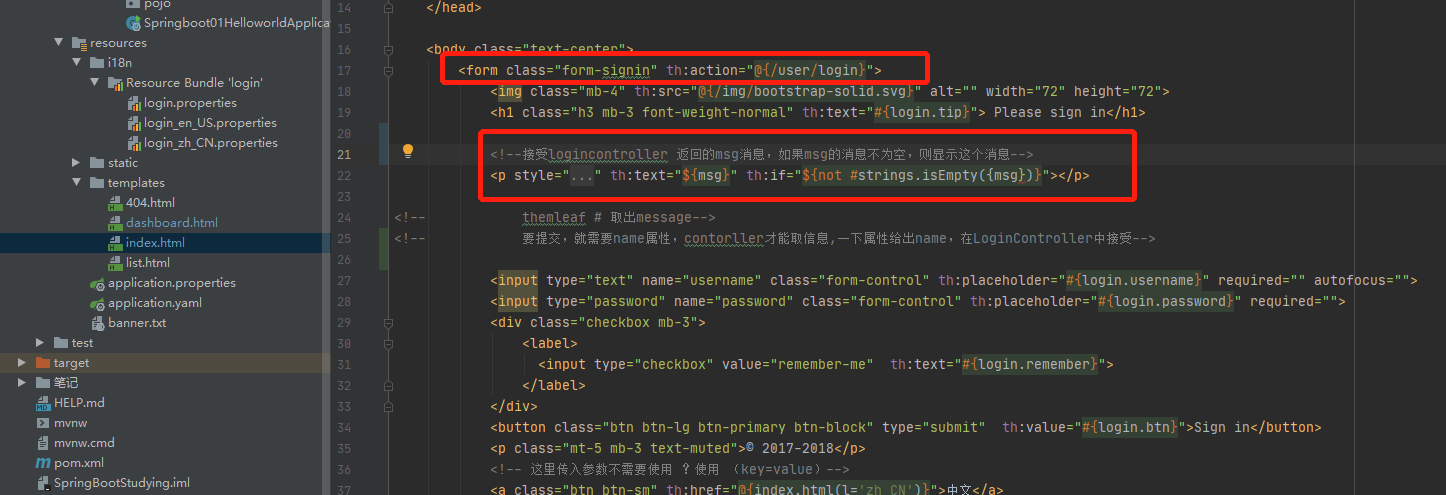 pojo
Springboot01HelloworldApplicat
resources
i18n
Resource Bundle 'login'
login.properties
login_en_US.properties
login_zh_CN.properties
static
templates
404.html
dashboard.html
index.html
list.html
application.properties
application.yaml
banner.txt
test
target
笔记
HELP.md
mvnw
mvnw.cmd
pom.xml
SpringBootStudying.iml
14 </head>
15
16 <body class="text-center">
17 <form class="form-signin" th:action="@{/user/login}">
18 <img class="mb-4" th:src="@{/img/bootstrap-solid.svg}" alt="" width="72" height="72">
19 <h1 class="h3 mb-3 font-weight-normal" th:text="#{login.tip}"> Please sign in</h1>
20
21 <!--接受logincontroller 返回的msg消息，如果msg的消息不为空，则显示这个消息-->
22 <p style="..." th:text="${msg}" th:if="${not #strings.isEmpty({msg})}"></p>
23
24 <!-- themleaf # 取出message-->
25 <!-- 要提交，就需要name属性，contorller才能取信息,一下属性给出name，在LoginController中接受-->
26
27 <input type="text" name="username" class="form-control" th:placeholder="#{login.username}" required="" autofocus="">
28 <input type="password" name="password" class="form-control" th:placeholder="#{login.password}" required="">
29 <div class="checkbox mb-3">
30 <label>
31 <input type="checkbox" value="remember-me" th:text="#{login.remember}">
32 </label>
33 </div>
34 <button class="btn btn-lg btn-primary btn-block" type="submit" th:value="#{login.btn}">Sign in</button>
35 <p class="mt-5 mb-3 text-muted">© 2017-2018</p>
36 <!-- 这里传入参数不需要使用 ？使用 （key=value）-->
37 <a class="btn btn-sm" th:href="@{index.html(l='zh_CN')}">中文</a>